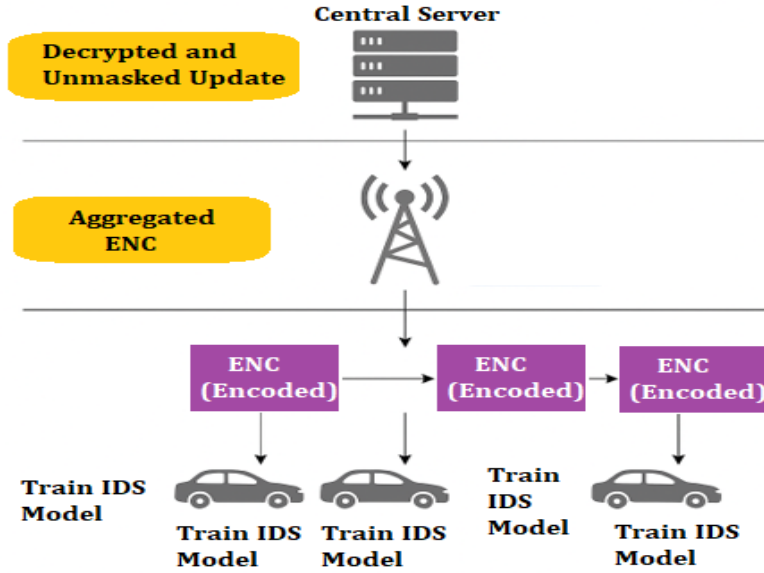 Central Server
Decrypted and
Unmasked Update
Aggregated
ENC
ENC
(Encoded)
ENC
(Encoded)
ENC
(Encoded)
Train IDS
Model
Train IDS
Model
Train IDS
Model
Train
IDS
Model
Train IDS
Model